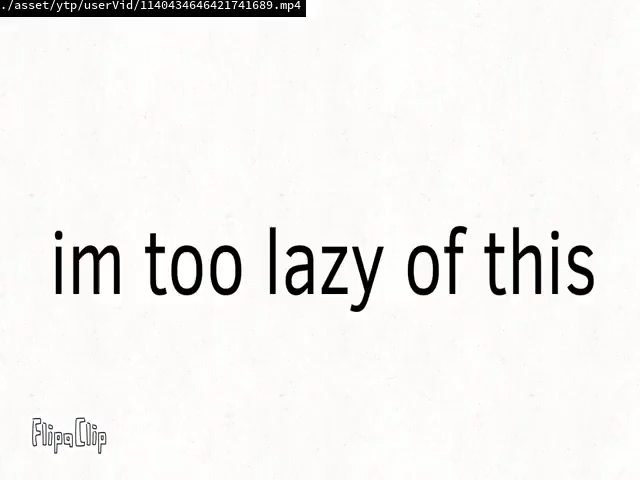 ./asset/ytp/userVid/1140434646421741689.mp4
im too lazy of this
FlipaClip